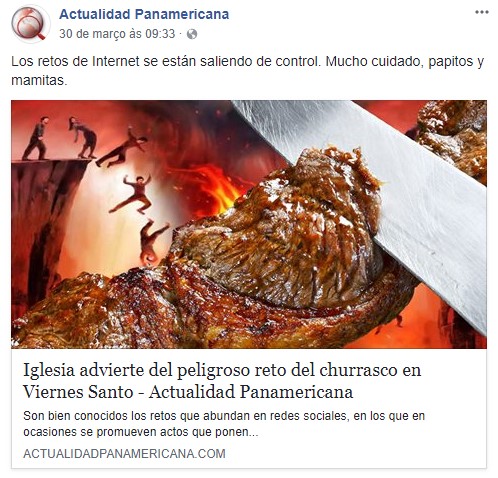 Actualidad Panamericana
30 de março às 09:33 ·
Los retos de Internet se están saliendo de control. Mucho cuidado, papitos y
mamitas.
Iglesia advierte del peligroso reto del churrasco en
Viernes Santo - Actualidad Panamericana
Son bien conocidos los retos que abundan en redes sociales, en los que en
ocasiones se promueven actos que ponen...
ACTUALIDADPANAMERICANA.COM